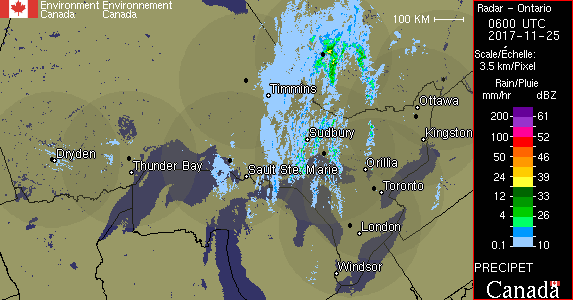 Environment Environnement
Canada Canada
100 KM
Timmins
Ottawa
Sudbury
Kingston
Dryden
Thunder Bay
Sault Ste. Marie
Orillia
Toronto
London
Windsor
Radar - Ontario
0600 UTC
2017-11-25
Scale/Échelle:
3.5 km/Pixel
Rain/Pluie
mm/hr dBZ
200 61
100 52
50 46
24 39
12 33
4 26
0.1 10
PRECIPET
Canada